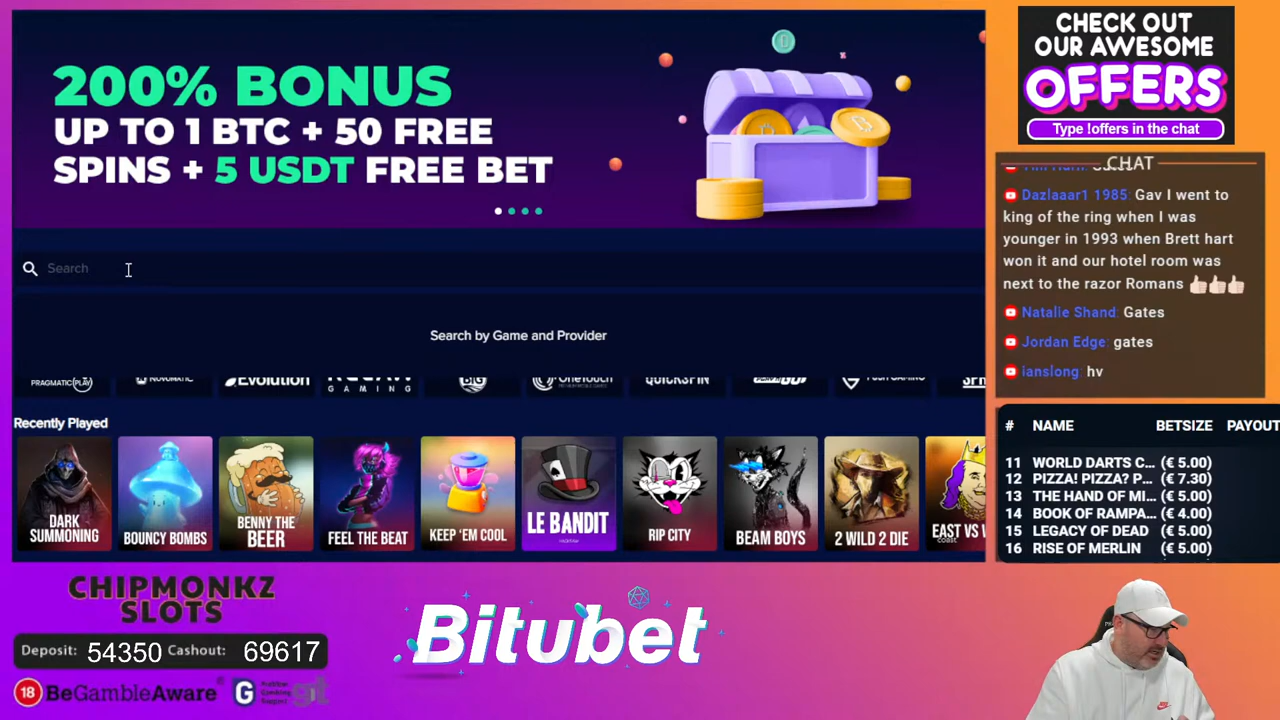 200% BONUS
UP TO 1 BTC + 50 FREE
SPINS + 5 USDT FREE BET
Search
Search by Game and Provider
PRAGMATIC PLAY
NOVOMATIC
Evolution
GAMING
BIG
ONETOUCH
QUICKSPIN
Recently Played
DARK
SUMMONING
BOUNCY BOMBS
BENNY THE
BEER
FEEL THE BEAT
KEEP 'EM COOL
LE BANDIT
RIP CITY
BEAM BOYS
2 WILD 2 DIE
EAST VS
coast
CHECK OUT
OUR AWESOME
OFFERS
Type !offers in the chat
CHAT
Dazlaaar1 1985: Gav I went to
king of the ring when I was
younger in 1993 when Brett hart
won it and our hotel room was
next to the razor Romans 👍🏻👍🏻👍🏻
Natalie Shand: Gates
Jordan Edge: gates
ianslong: hv
# NAME BETSIZE PAYOUT
11 WORLD DARTS C... (€ 5.00)
12 PIZZA! PIZZA? P... (€ 7.30)
13 THE HAND OF MI... (€ 5.00)
14 BOOK OF RAMPA... (€ 4.00)
15 LEGACY OF DEAD (€ 5.00)
16 RISE OF MERLIN (€ 5.00)
CHIPMONKZ
SLOTS
Deposit: 54350 Cashout: 69617
18 BeGambleAware
Bitubet